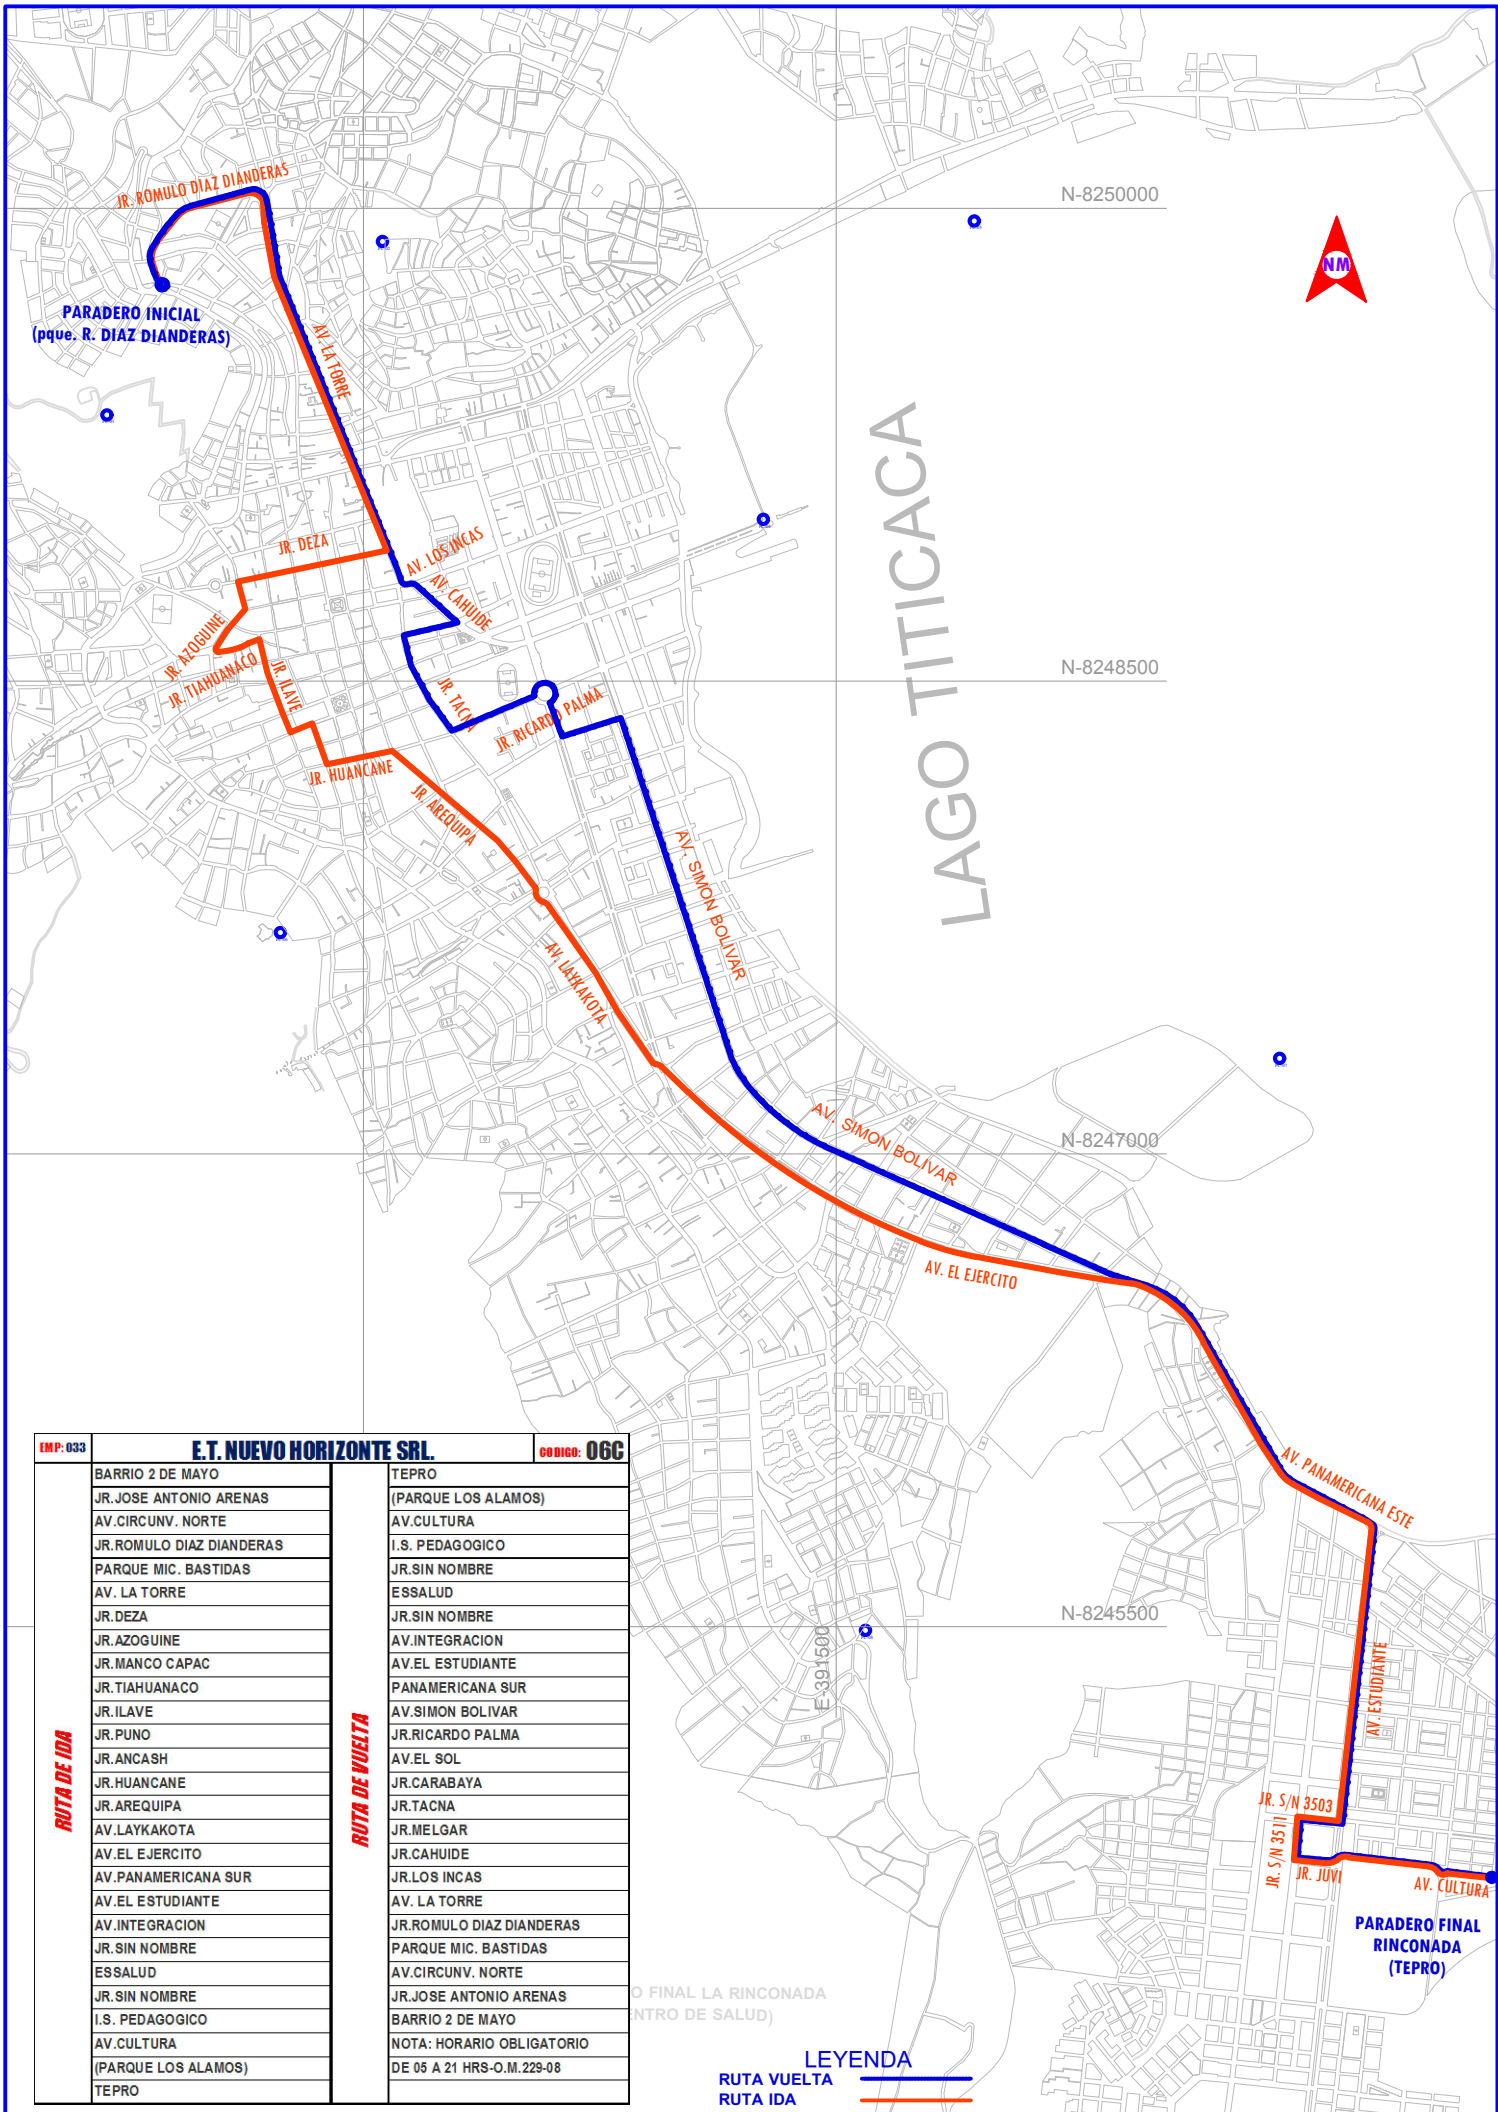 JR. ROMULO DIAZ DIANDERAS
N-8250000
NM
PARADERO INICIAL
(pque. R. DIAZ DIANDERAS)
AV. LA TORRE
LAGO TITICACA
JR. DEZA
AV. LOS INCAS
AV. CAHUIDE
JR. AZOGUINE
JR. TIAHUANACO
JR. ILAVE
JR. TACNA
JR. RICARDO PALMA
N-8248500
JR. HUANCANE
JR. AREQUIPA
AV. SIMON BOLIVAR
AV. LAYKAKOTA
AV. SIMON BOLIVAR
N-8247000
AV. EL EJERCITO
AV. PANAMERICANA ESTE
N-8245500
E-391500
AV. ESTUDIANTE
JR. S/N 3503
JR. S/N 3511
JR. JUVI
AV. CULTURA
PARADERO FINAL
RINCONADA
(TEPRO)
EMP: 033
E.T. NUEVO HORIZONTE SRL.
CODIGO: 06C
RUTA DE IDA
BARRIO 2 DE MAYO
JR.JOSE ANTONIO ARENAS
AV.CIRCUNV. NORTE
JR.ROMULO DIAZ DIANDERAS
PARQUE MIC. BASTIDAS
AV. LA TORRE
JR.DEZA
JR.AZOGUINE
JR.MANCO CAPAC
JR.TIAHUANACO
JR.ILAVE
JR.PUNO
JR.ANCASH
JR.HUANCANE
JR.AREQUIPA
AV.LAYKAKOTA
AV.EL EJERCITO
AV.PANAMERICANA SUR
AV.EL ESTUDIANTE
AV.INTEGRACION
JR.SIN NOMBRE
ESSALUD
JR.SIN NOMBRE
I.S. PEDAGOGICO
AV.CULTURA
(PARQUE LOS ALAMOS)
TEPRO
RUTA DE VUELTA
TEPRO
(PARQUE LOS ALAMOS)
AV.CULTURA
I.S. PEDAGOGICO
JR.SIN NOMBRE
ESSALUD
JR.SIN NOMBRE
AV.INTEGRACION
AV.EL ESTUDIANTE
PANAMERICANA SUR
AV.SIMON BOLIVAR
JR.RICARDO PALMA
AV.EL SOL
JR.CARABAYA
JR.TACNA
JR.MELGAR
JR.CAHUIDE
JR.LOS INCAS
AV. LA TORRE
JR.ROMULO DIAZ DIANDERAS
PARQUE MIC. BASTIDAS
AV.CIRCUNV. NORTE
JR.JOSE ANTONIO ARENAS
BARRIO 2 DE MAYO
NOTA: HORARIO OBLIGATORIO
DE 05 A 21 HRS-O.M.229-08
O FINAL LA RINCONADA
ENTRO DE SALUD)
LEYENDA
RUTA VUELTA
RUTA IDA